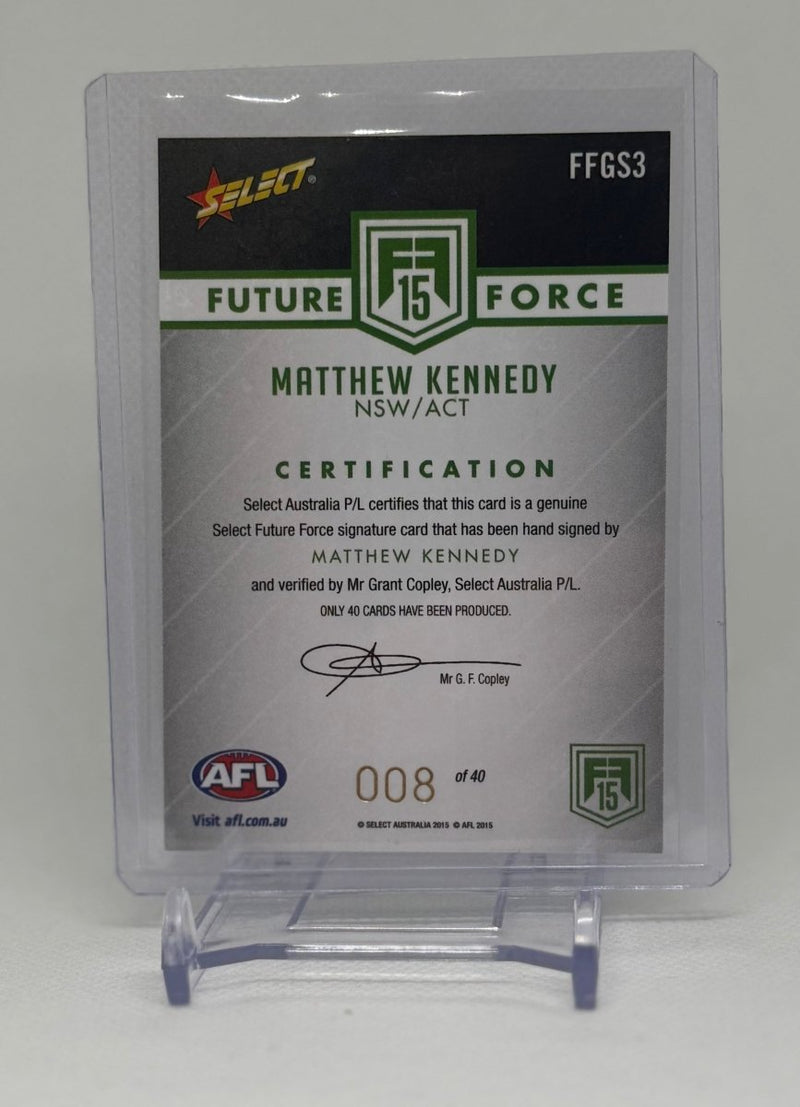 SELECT®
FFGS3
FF
15
FUTURE FORCE
MATTHEW KENNEDY
NSW/ACT
CERTIFICATION
Select Australia P/L certifies that this card is a genuine
Select Future Force signature card that has been hand signed by
MATTHEW KENNEDY
and verified by Mr Grant Copley, Select Australia P/L.
ONLY 40 CARDS HAVE BEEN PRODUCED.
Mr G. F. Copley
AFL
Visit afl.com.au
008 of 40
© SELECT AUSTRALIA 2015 © AFL 2015
FF
15